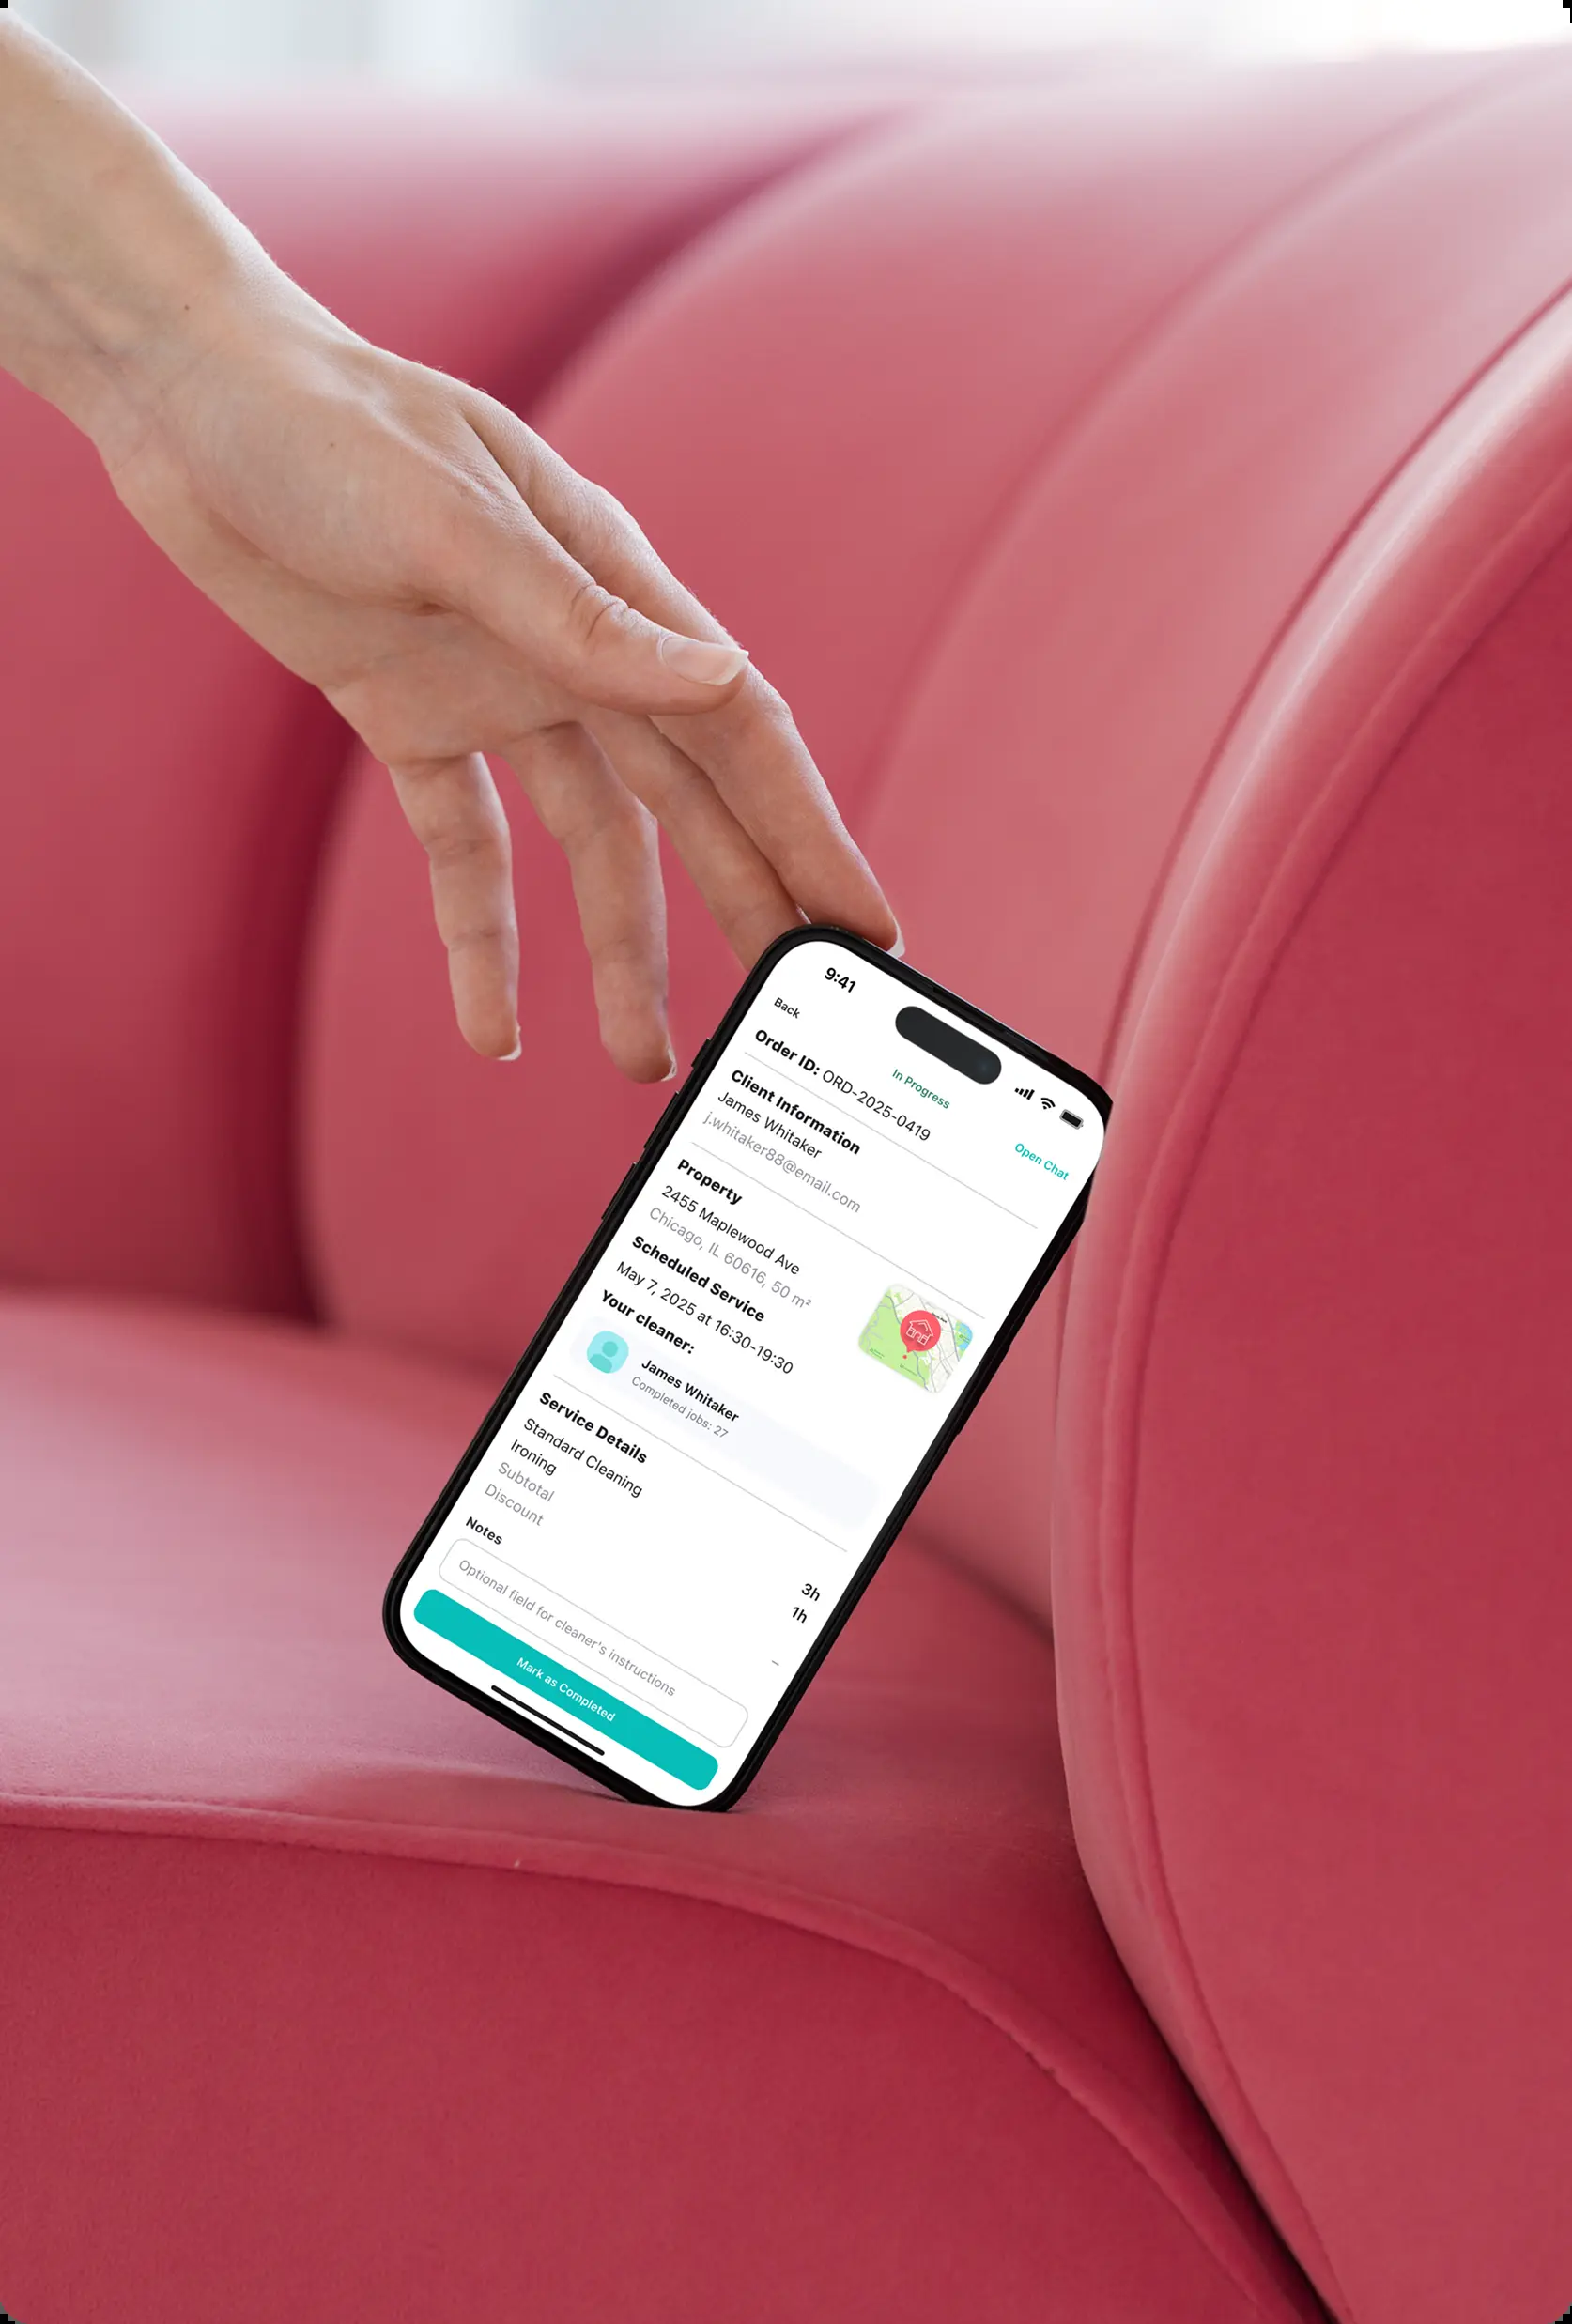 9:41
Back
In Progress
Open Chat
Order ID: ORD-2025-0419
Client Information
James Whitaker
j.whitaker88@email.com
Property
2455 Maplewood Ave
Chicago, IL 60616, 50 m²
Scheduled Service
May 7, 2025 at 16:30-19:30
Your cleaner:
James Whitaker
Completed jobs: 27
Service Details
Standard Cleaning 3h
Ironing 1h
Subtotal
Discount –
Notes
Optional field for cleaner's instructions
Mark as Completed